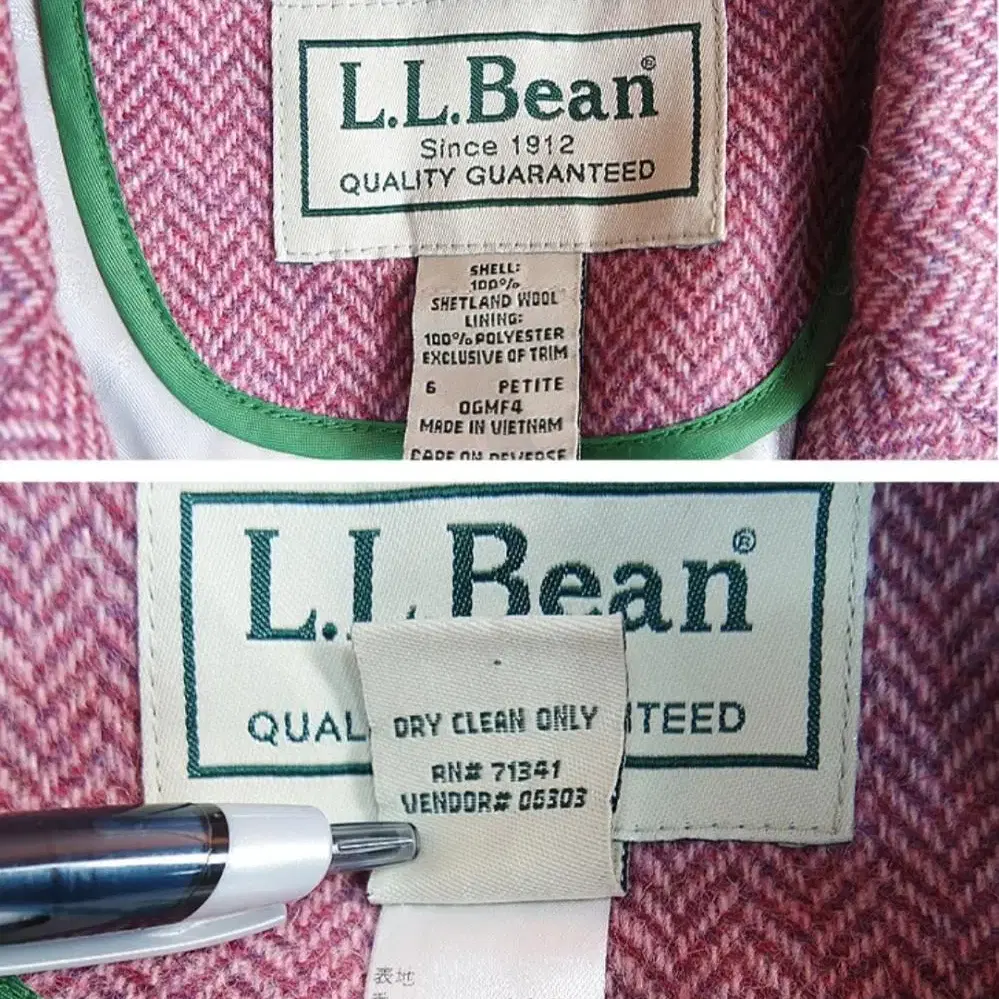 L.L.Bean®
Since 1912
QUALITY GUARANTEED
SHELL:
100%
SHETLAND WOOL
LINING:
100% POLYESTER
EXCLUSIVE OF TRIM
6 PETITE
OGMF4
MADE IN VIETNAM
CARE ON REVERSE
L.L.Bean®
QUAL TEED
DRY CLEAN ONLY
RN# 71341
VENDOR# 05303
表地